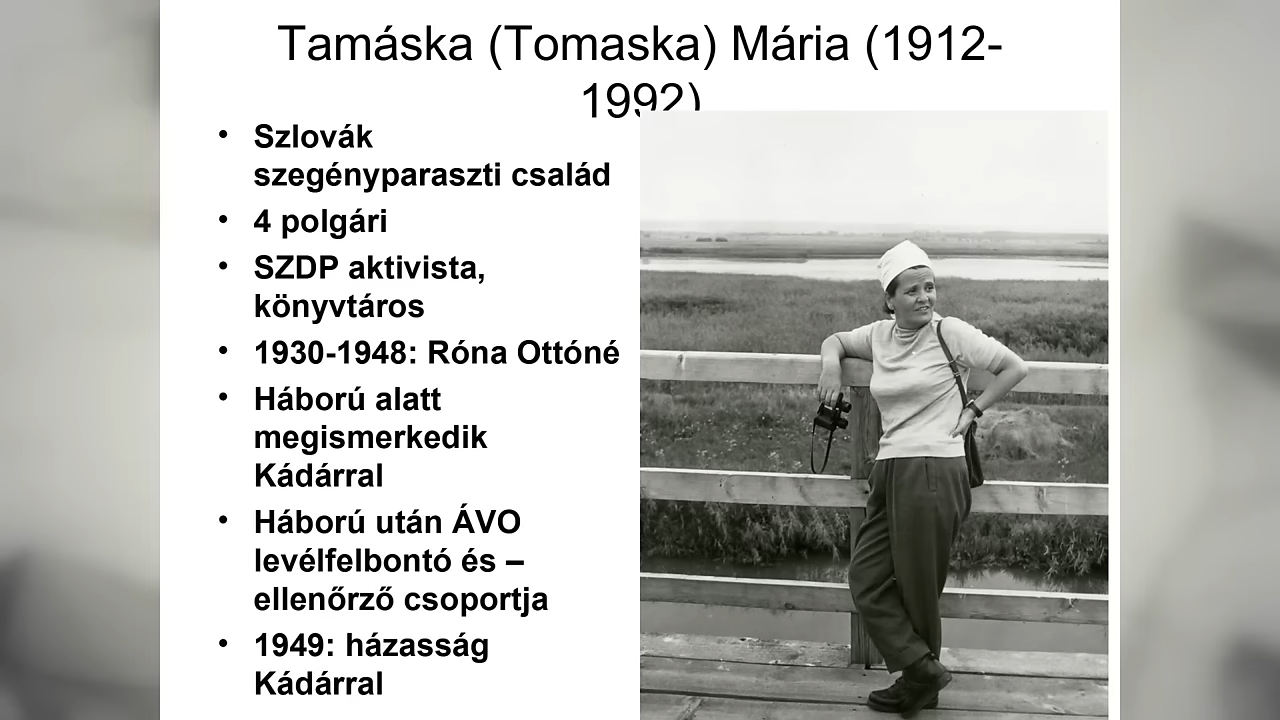 Tamáska (Tomaska) Mária (1912-
1992)
• Szlovák
szegényparaszti család
• 4 polgári
• SZDP aktivista,
könyvtáros
• 1930-1948: Róna Ottóné
• Háború alatt
megismerkedik
Kádárral
• Háború után ÁVO
levélfelbontó és –
ellenőrző csoportja
• 1949: házasság
Kádárral